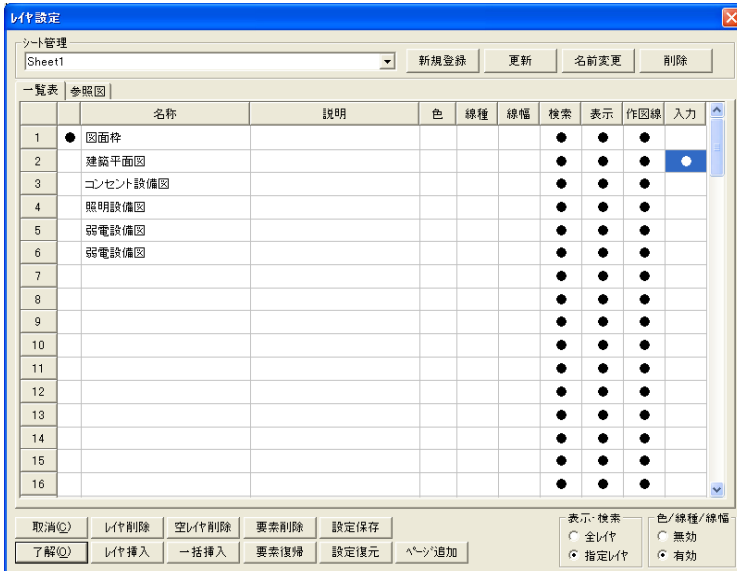 レイヤ設定
シート管理
Sheet1 新規登録 更新 名前変更 削除
一覧表 参照図
名称 説明 色 線種 線幅 検索 表示 作図線 入力
1 ● 図面枠 ● ● ●
2 建築平面図 ● ● ● ●
3 コンセント設備図 ● ● ●
4 照明設備図 ● ● ●
5 弱電設備図 ● ● ●
6 弱電設備図 ● ● ●
7 ● ● ●
8 ● ● ●
9 ● ● ●
10 ● ● ●
11 ● ● ●
12 ● ● ●
13 ● ● ●
14 ● ● ●
15 ● ● ●
16 ● ● ●
取消(C) レイヤ削除 空レイヤ削除 要素削除 設定保存
了解(O) レイヤ挿入 一括挿入 要素復帰 設定復元 ページ追加
表示・検索
全レイヤ
指定レイヤ
色/線種/線幅
無効
有効